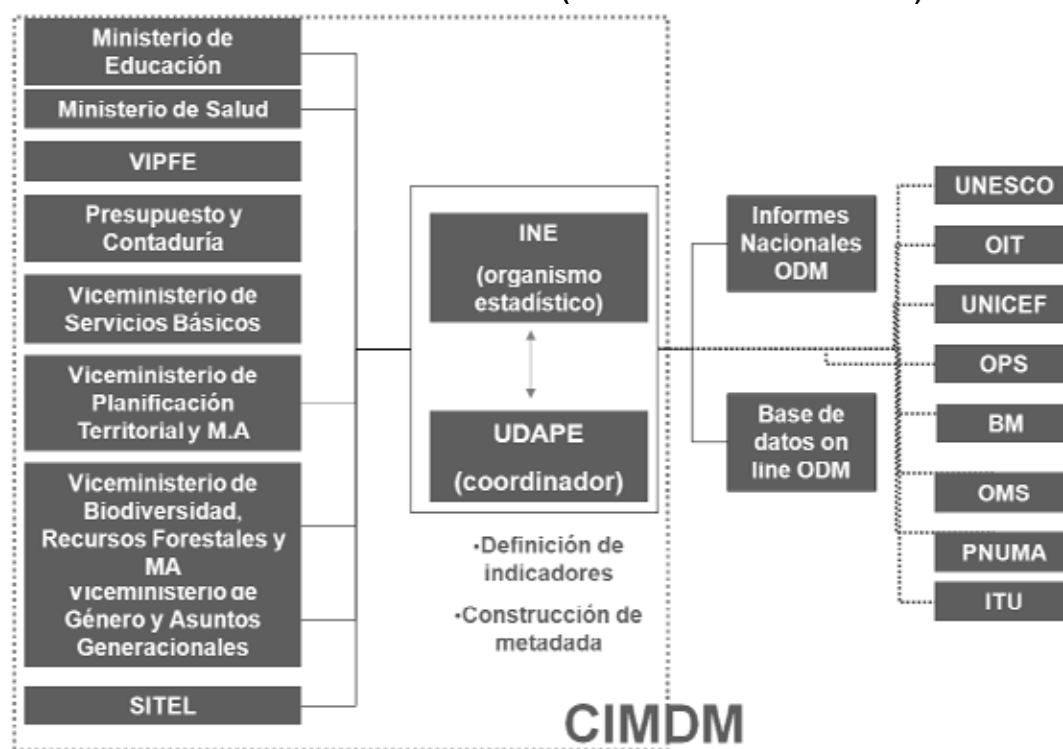 Ministerio de
Educación
Ministerio de Salud
VIPFE
Presupuesto y
Contaduría
Viceministerio de
Servicios Básicos
Viceministerio de
Planificación
Territorial y M.A
Viceministerio de
Biodiversidad,
Recursos Forestales y
MA
Viceministerio de
Género y Asuntos
Generacionales
SITEL
INE
(organismo
estadístico)
UDAPE
(coordinador)
•Definición de
indicadores
•Construcción de
metadada
CIMDM
Informes
Nacionales
ODM
Base de
datos on
line ODM
UNESCO
OIT
UNICEF
OPS
BM
OMS
PNUMA
ITU